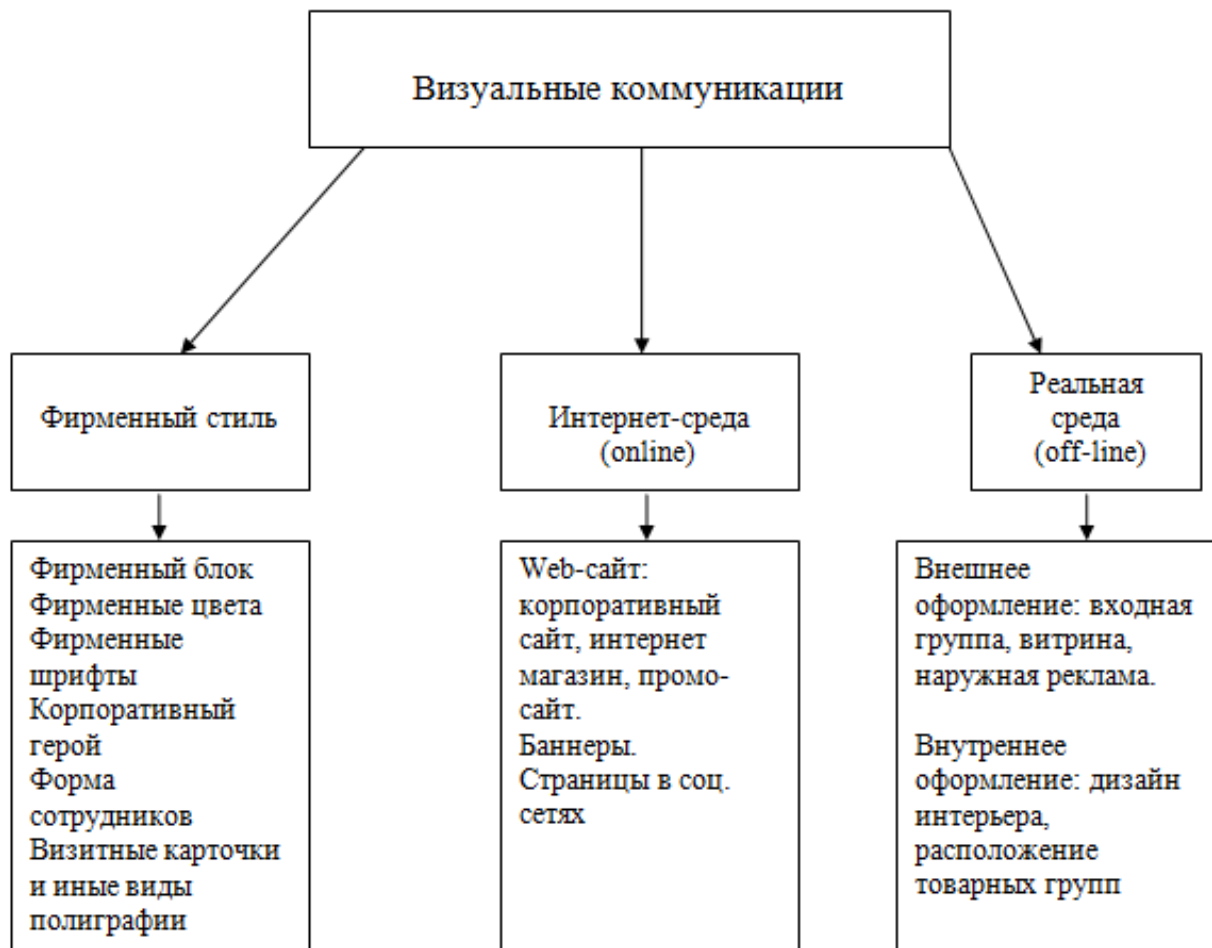 Визуальные коммуникации
Фирменный стиль
Интернет-среда
(online)
Реальная
среда
(off-line)
Фирменный блок
Фирменные цвета
Фирменные
шрифты
Корпоративный
герой
Форма
сотрудников
Визитные карточки
и иные виды
полиграфии
Web-сайт:
корпоративный
сайт, интернет
магазин, промо-
сайт.
Баннеры.
Страницы в соц.
сетях
Внешнее
оформление: входная
группа, витрина,
наружная реклама.
Внутреннее
оформление: дизайн
интерьера,
расположение
товарных групп